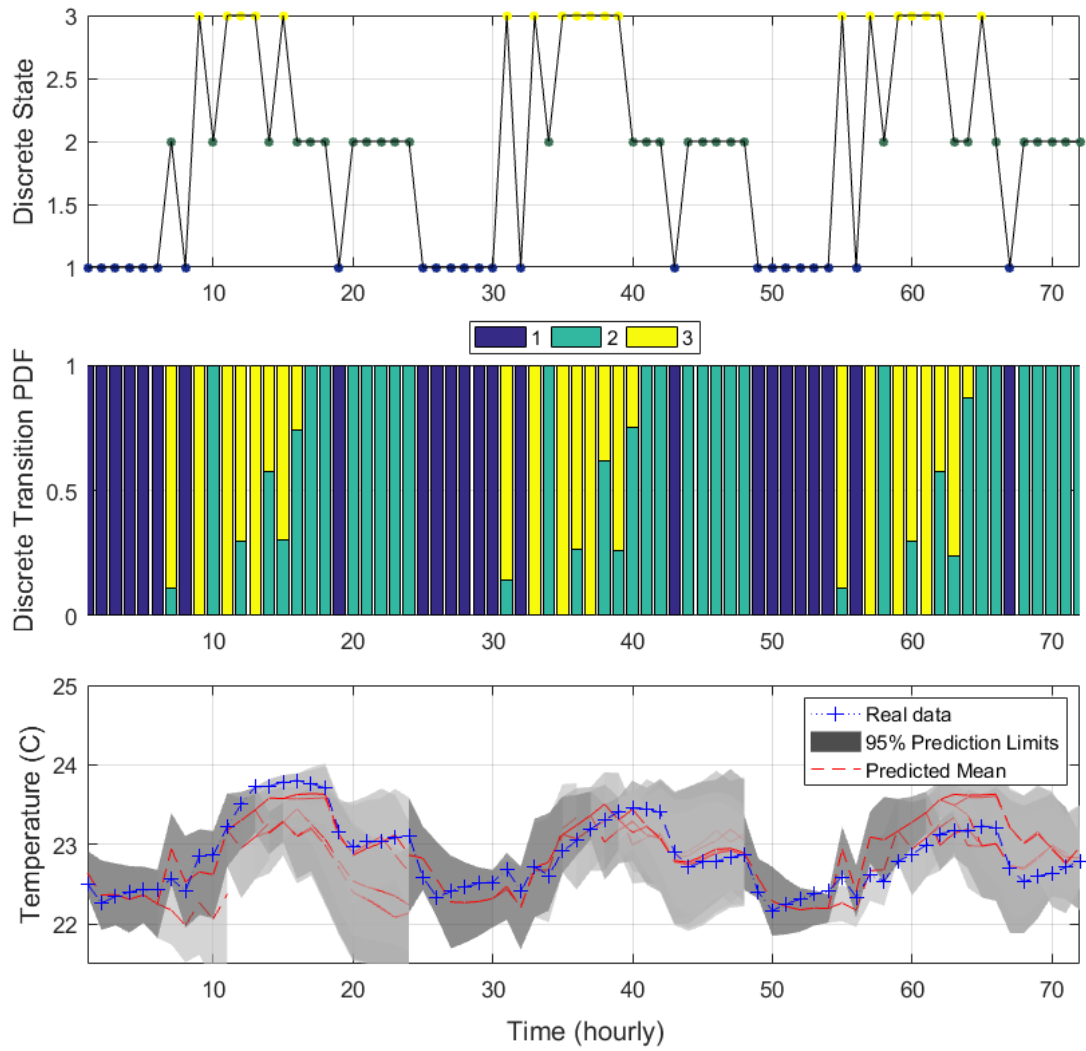 3
2.5
2
1.5
1
Discrete State
10 20 30 40 50 60 70
1 2 3
1
0.5
0
Discrete Transition PDF
10 20 30 40 50 60 70
25
24
23
22
Temperature (C)
Real data
95% Prediction Limits
Predicted Mean
10 20 30 40 50 60 70
Time (hourly)